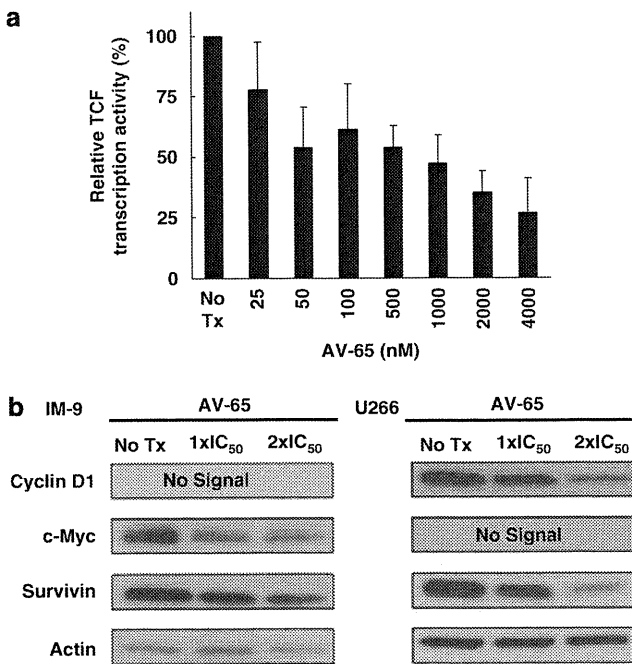 a
Relative TCF
transcription activity (%)
100
75
50
25
0
No
Tx
25
50
100
500
1000
2000
4000
AV-65 (nM)
b
IM-9
AV-65
U266
AV-65
No Tx 1xIC50 2xIC50
No Tx 1xIC50 2xIC50
Cyclin D1
No Signal
c-Myc
No Signal
Survivin
Actin